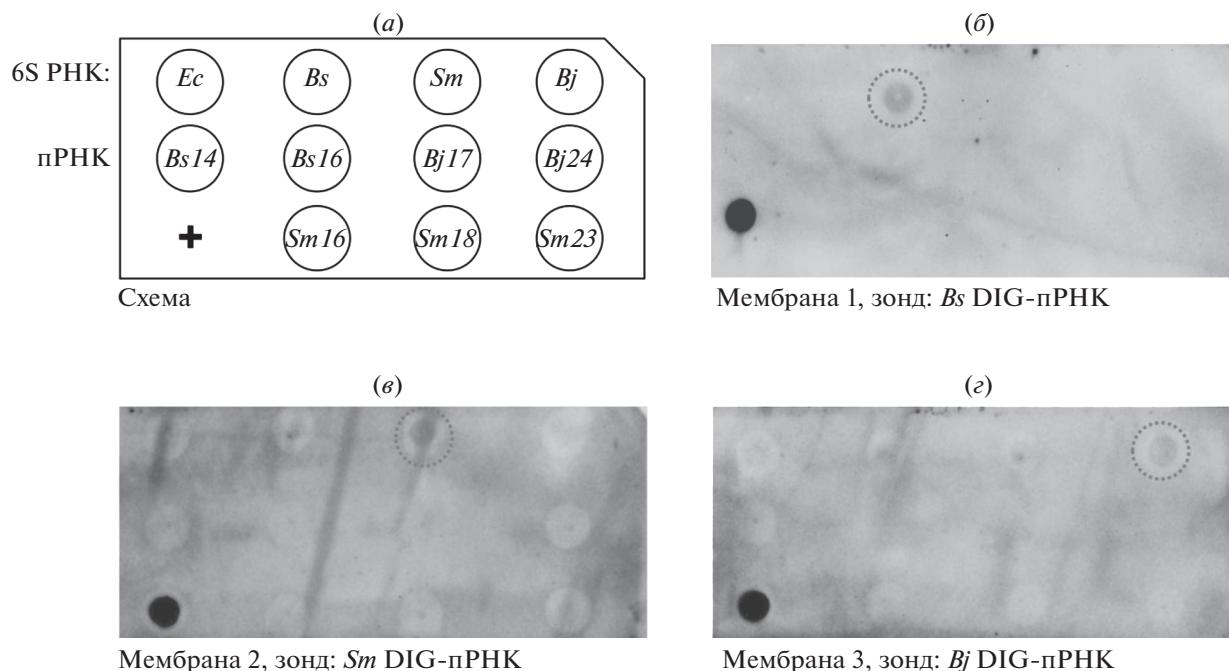 (а)
6S РНК: Ec Bs Sm Bj
пРНК Bs14 Bs16 Bj17 Bj24
+ Sm16 Sm18 Sm23
Схема
(б)
Мембрана 1, зонд: Bs DIG-пРНК
(в)
Мембрана 2, зонд: Sm DIG-пРНК
(г)
Мембрана 3, зонд: Bj DIG-пРНК